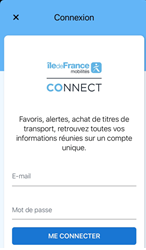 Connexion
îledeFrance
mobilités
CONNECT
Favoris, alertes, achat de titres de
transport, retrouvez toutes vos
informations réunies sur un compte
unique.
E-mail
Mot de passe
ME CONNECTER